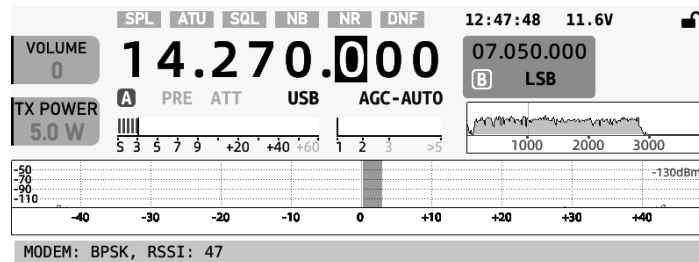 SPL ATU SQL NB NR DNF 12:47:48 11.6V
VOLUME
0
14.270.000
07.050.000
B LSB
TX POWER
5.0 W
A PRE ATT USB AGC-AUTO
S 3 5 7 9 +20 +40 +60 1 2 3 >5
1000 2000 3000
-50
-70
-90
-110
-130dBm
-40 -30 -20 -10 0 +10 +20 +30 +40
MODEM: BPSK, RSSI: 47